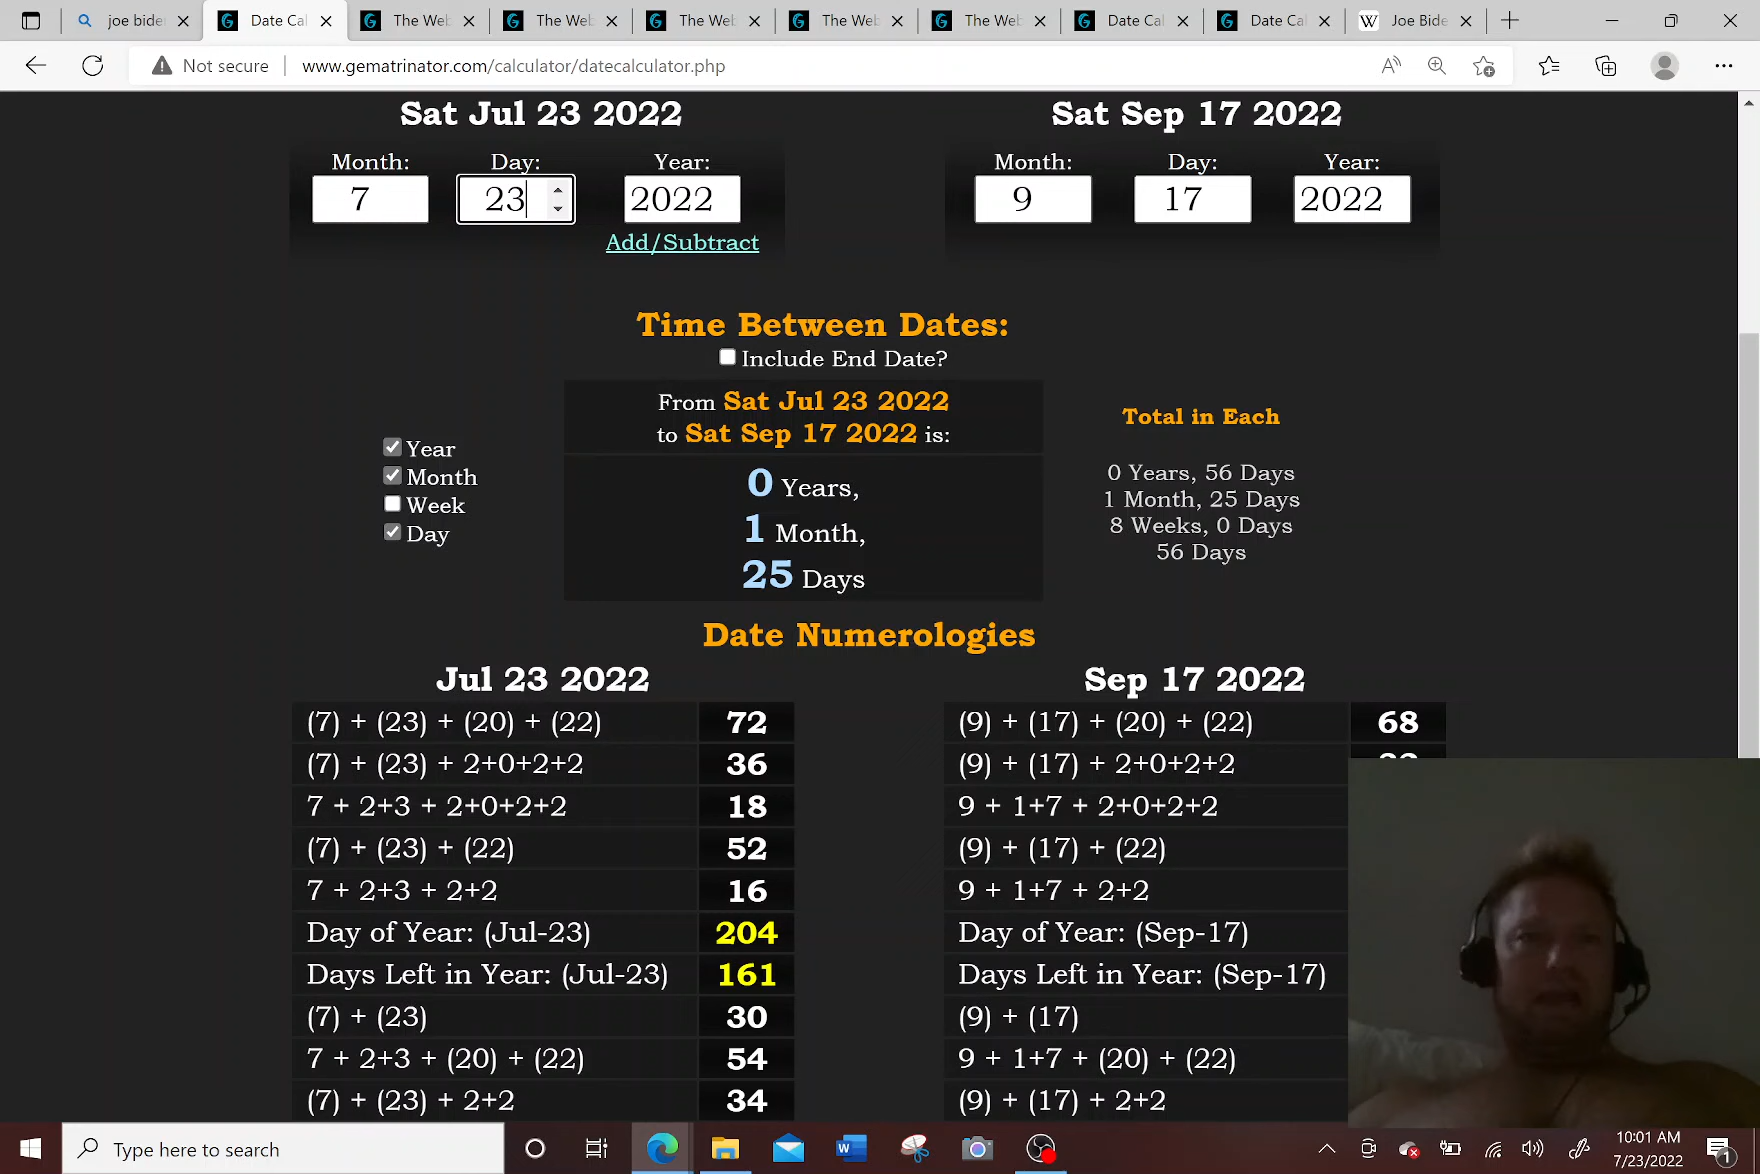 joe bider
Date Cal
The Web
The Web
The Web
The Web
The Web
Date Cal
Date Cal
W Joe Bide
Not secure www.gematrinator.com/calculator/datecalculator.php
Sat Jul 23 2022
Month: Day: Year:
7 23 2022
Add/Subtract
Sat Sep 17 2022
Month: Day: Year:
9 17 2022
Time Between Dates:
Include End Date?
From Sat Jul 23 2022
to Sat Sep 17 2022 is:
0 Years,
1 Month,
25 Days
Year
Month
Week
Day
Total in Each
0 Years, 56 Days
1 Month, 25 Days
8 Weeks, 0 Days
56 Days
Date Numerologies
Jul 23 2022
(7) + (23) + (20) + (22) 72
(7) + (23) + 2+0+2+2 36
7 + 2+3 + 2+0+2+2 18
(7) + (23) + (22) 52
7 + 2+3 + 2+2 16
Day of Year: (Jul-23) 204
Days Left in Year: (Jul-23) 161
(7) + (23) 30
7 + 2+3 + (20) + (22) 54
(7) + (23) + 2+2 34
Sep 17 2022
(9) + (17) + (20) + (22) 68
(9) + (17) + 2+0+2+2
9 + 1+7 + 2+0+2+2
(9) + (17) + (22)
9 + 1+7 + 2+2
Day of Year: (Sep-17)
Days Left in Year: (Sep-17)
(9) + (17)
9 + 1+7 + (20) + (22)
(9) + (17) + 2+2
Type here to search
10:01 AM
7/23/2022
1